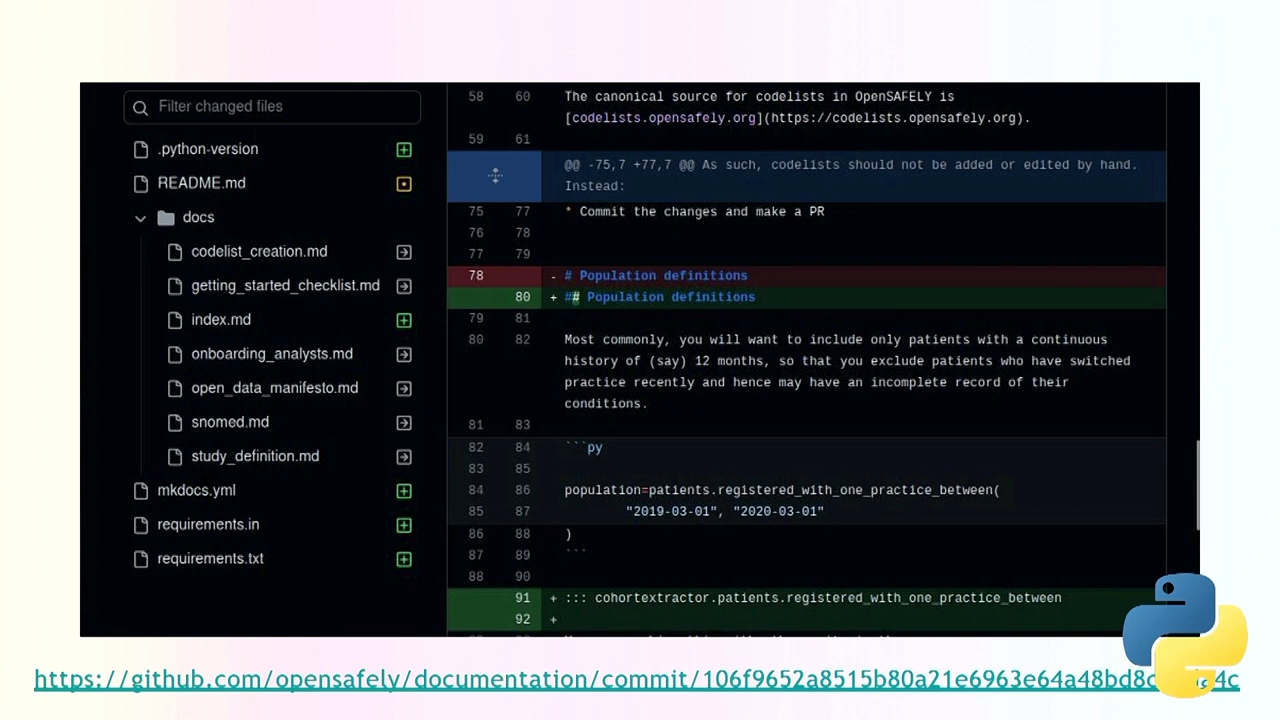 Filter changed files
.python-version
README.md
docs
codelist_creation.md
getting_started_checklist.md
index.md
onboarding_analysts.md
open_data_manifesto.md
snomed.md
study_definition.md
mkdocs.yml
requirements.in
requirements.txt
58 60 The canonical source for codelists in OpenSAFELY is
[codelists.opensafely.org](https://codelists.opensafely.org).
59 61
@@ -75,7 +77,7 @@ As such, codelists should not be added or edited by hand.
Instead:
75 77 * Commit the changes and make a PR
76 78
77 79
78 - # Population definitions
80 + ## Population definitions
79 81
80 82 Most commonly, you will want to include only patients with a continuous
history of (say) 12 months, so that you exclude patients who have switched
practice recently and hence may have an incomplete record of their
conditions.
81 83
82 84 ```py
83 85
84 86 population=patients.registered_with_one_practice_between(
85 87 "2019-03-01", "2020-03-01"
86 88 )
87 89 ```
88 90
91 + ::: cohortextractor.patients.registered_with_one_practice_between
92 +
https://github.com/opensafely/documentation/commit/106f9652a8515b80a21e6963e64a48bd8c